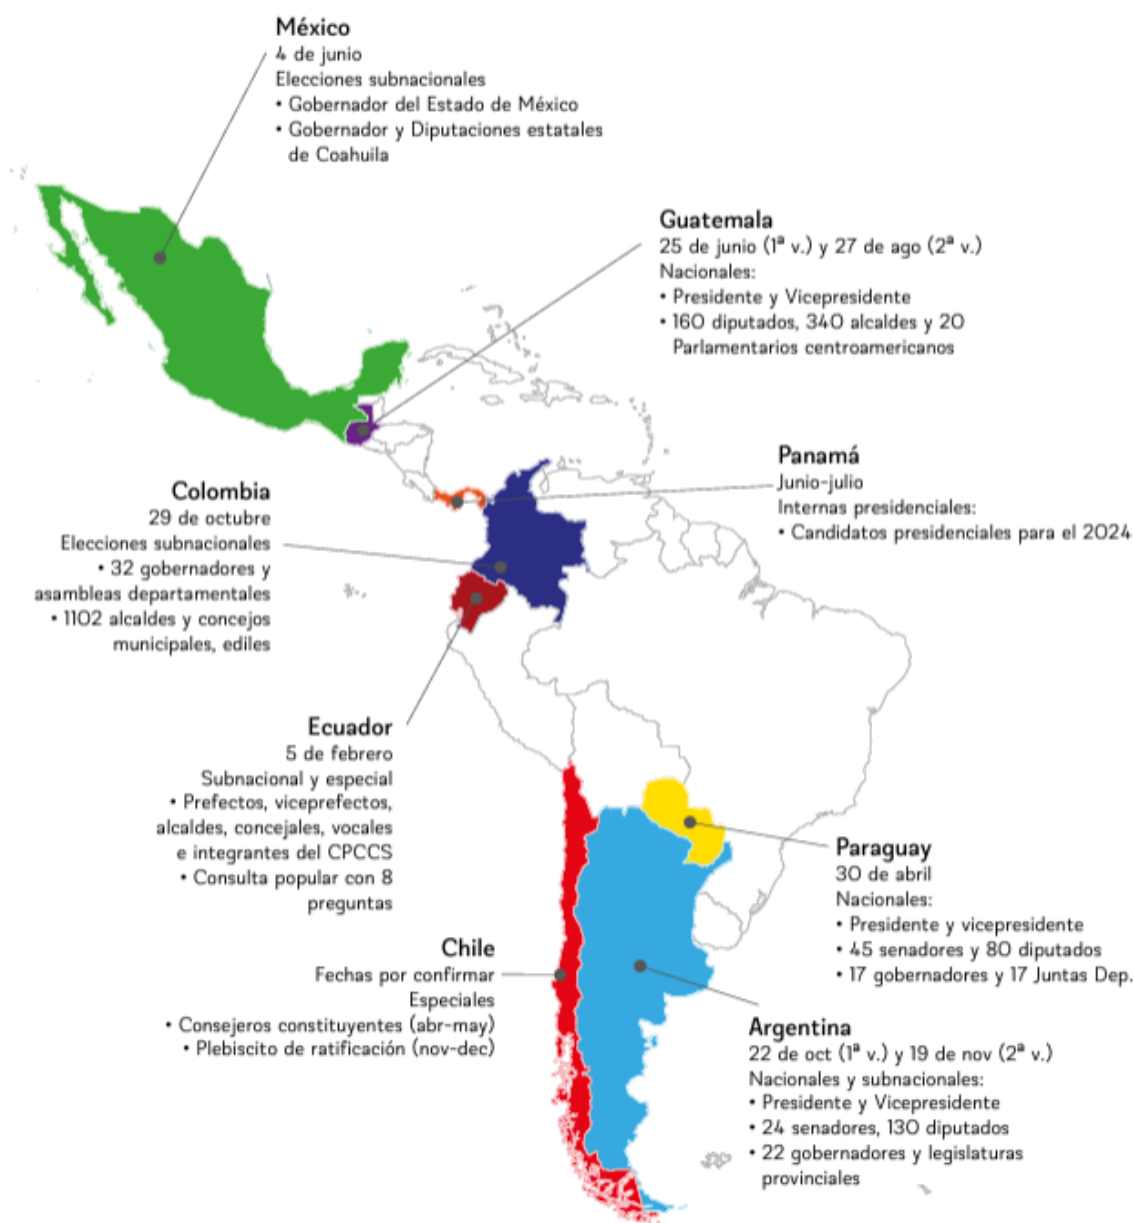 México
4 de junio
Elecciones subnacionales
• Gobernador del Estado de México
• Gobernador y Diputaciones estatales
de Coahuila
Guatemala
25 de junio (1ª v.) y 27 de ago (2ª v.)
Nacionales:
• Presidente y Vicepresidente
• 160 diputados, 340 alcaldes y 20
Parlamentarios centroamericanos
Panamá
Junio-julio
Internas presidenciales:
• Candidatos presidenciales para el 2024
Colombia
29 de octubre
Elecciones subnacionales
• 32 gobernadores y
asambleas departamentales
• 1102 alcaldes y concejos
municipales, ediles
Ecuador
5 de febrero
Subnacional y especial
• Prefectos, viceprefectos,
alcaldes, concejales, vocales
e integrantes del CPCCS
• Consulta popular con 8
preguntas
Paraguay
30 de abril
Nacionales:
• Presidente y vicepresidente
• 45 senadores y 80 diputados
• 17 gobernadores y 17 Juntas Dep.
Chile
Fechas por confirmar
Especiales
• Consejeros constituyentes (abr-may)
• Plebiscito de ratificación (nov-dec)
Argentina
22 de oct (1ª v.) y 19 de nov (2ª v.)
Nacionales y subnacionales:
• Presidente y Vicepresidente
• 24 senadores, 130 diputados
• 22 gobernadores y legislaturas
provinciales